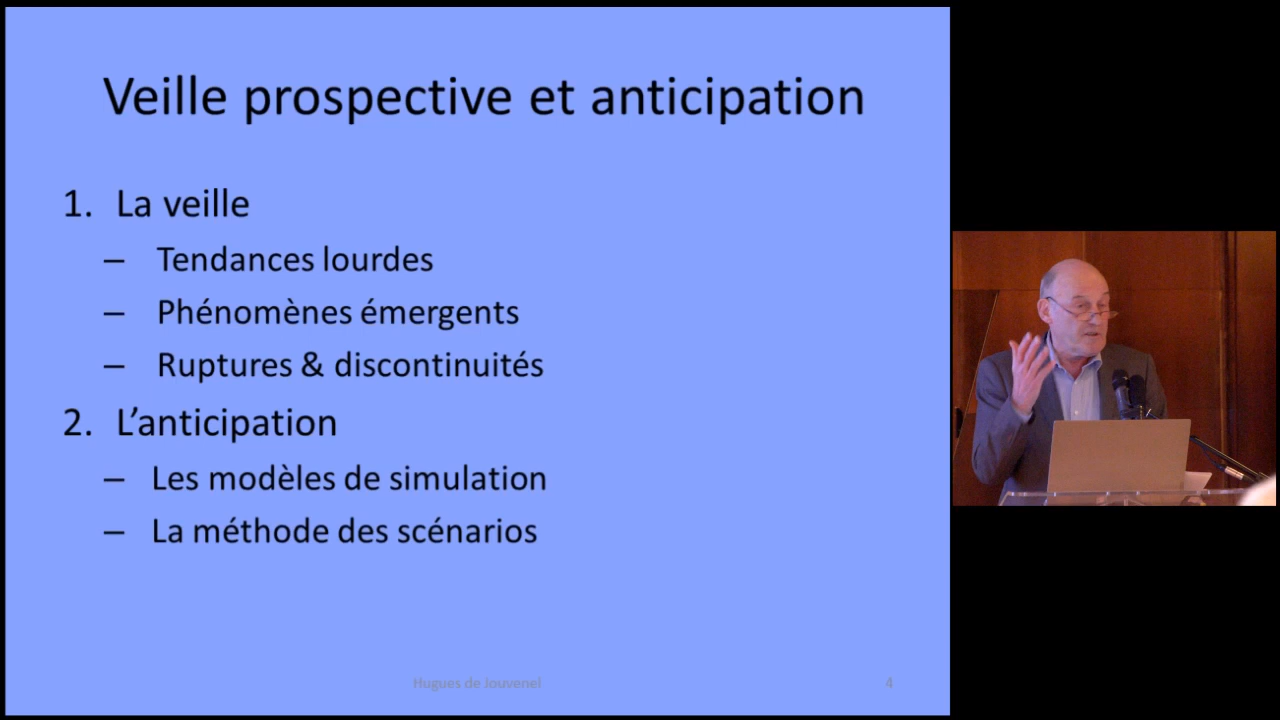 Veille prospective et anticipation
1. La veille
– Tendances lourdes
– Phénomènes émergents
– Ruptures & discontinuités
2. L’anticipation
– Les modèles de simulation
– La méthode des scénarios
Hugues de Jouvenel
4